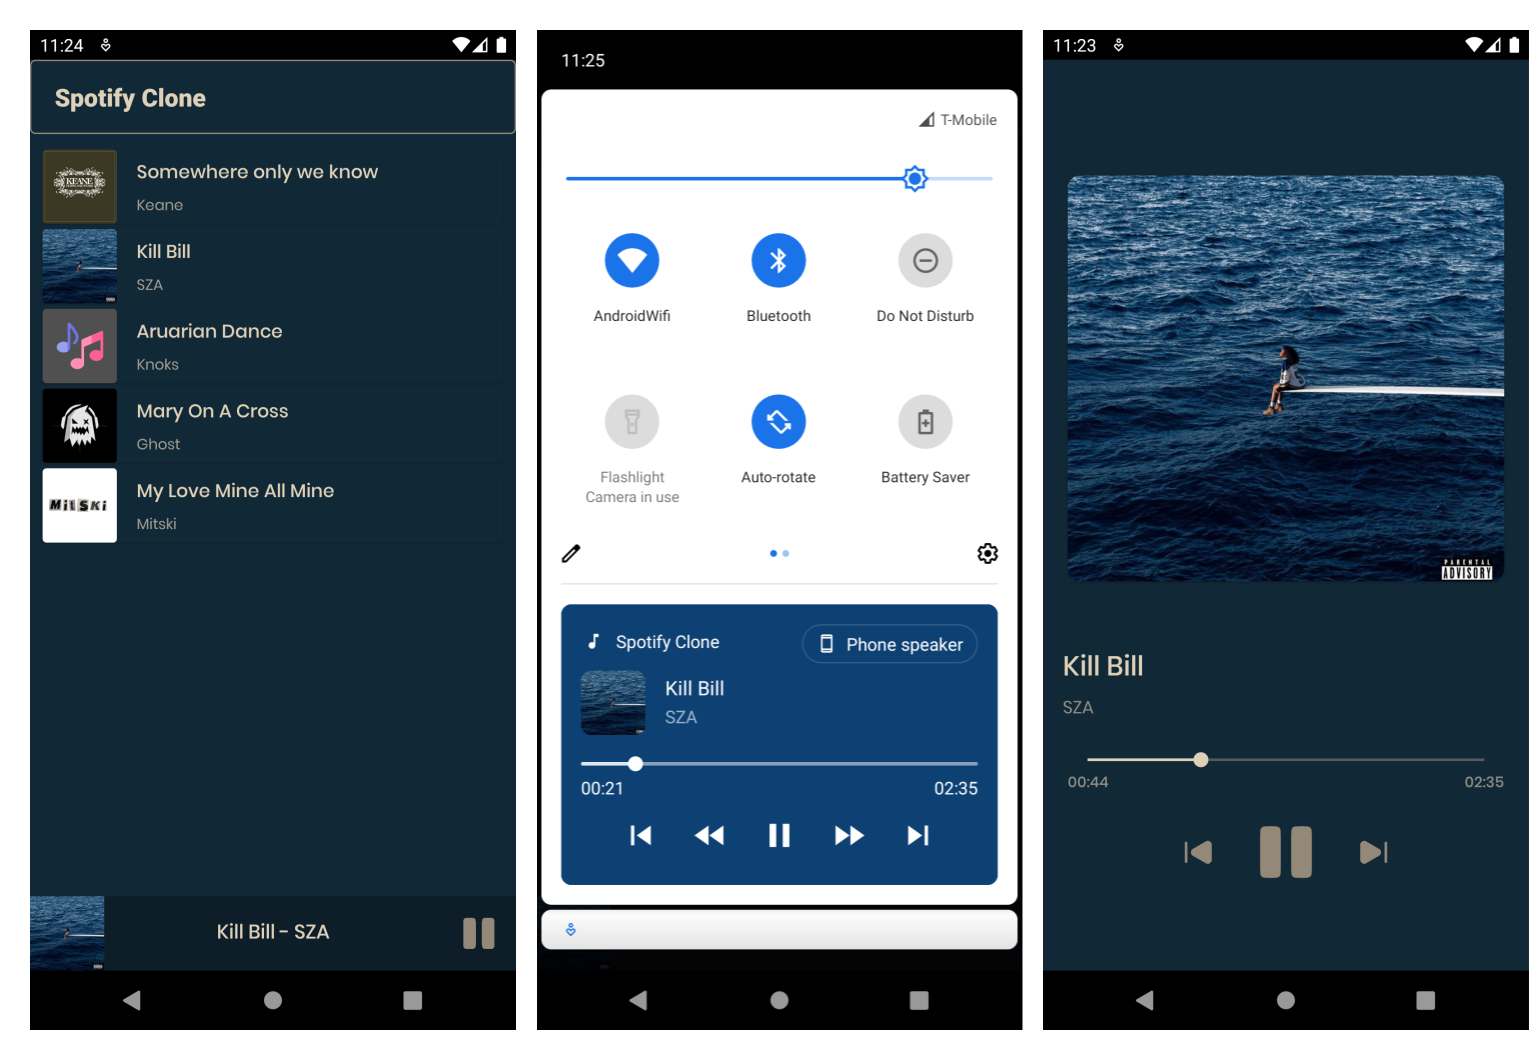 11:24
Spotify Clone
KEANE
Somewhere only we know
Keane
Kill Bill
SZA
Aruarian Dance
Knoks
Mary On A Cross
Ghost
MitSki
My Love Mine All Mine
Mitski
Kill Bill - SZA
11:25
T-Mobile
AndroidWifi
Bluetooth
Do Not Disturb
Flashlight
Camera in use
Auto-rotate
Battery Saver
Spotify Clone
Phone speaker
Kill Bill
SZA
00:21
02:35
11:23
PARENTAL
ADVISORY
Kill Bill
SZA
00:44
02:35